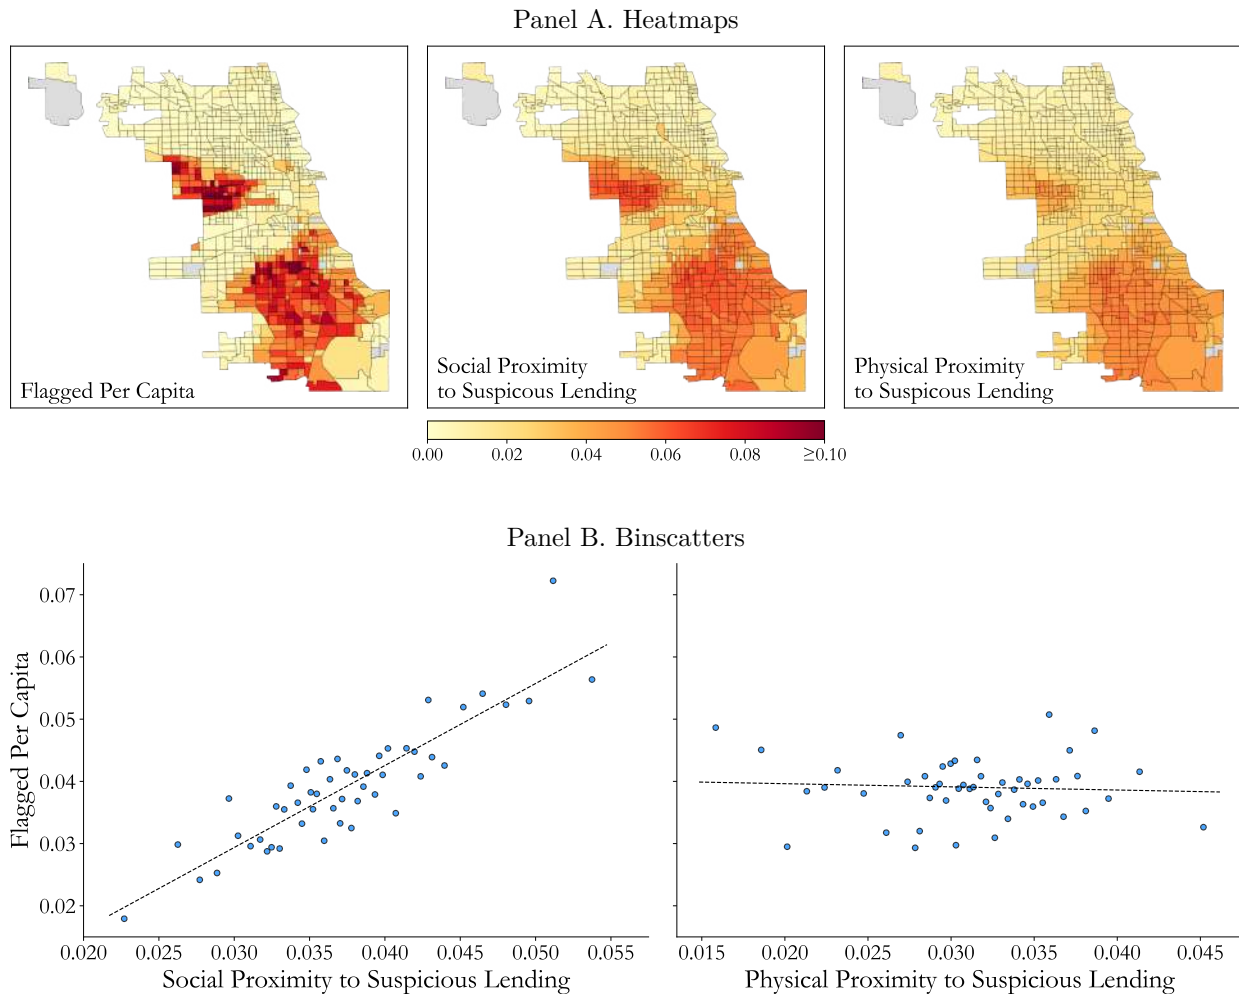 Panel A. Heatmaps
Flagged Per Capita
Social Proximity
to Suspicous Lending
Physical Proximity
to Suspicous Lending
0.00 0.02 0.04 0.06 0.08 ≥0.10
Panel B. Binscatters
Flagged Per Capita
0.07
0.06
0.05
0.04
0.03
0.02
0.020 0.025 0.030 0.035 0.040 0.045 0.050 0.055
Social Proximity to Suspicious Lending
0.015 0.020 0.025 0.030 0.035 0.040 0.045
Physical Proximity to Suspicious Lending